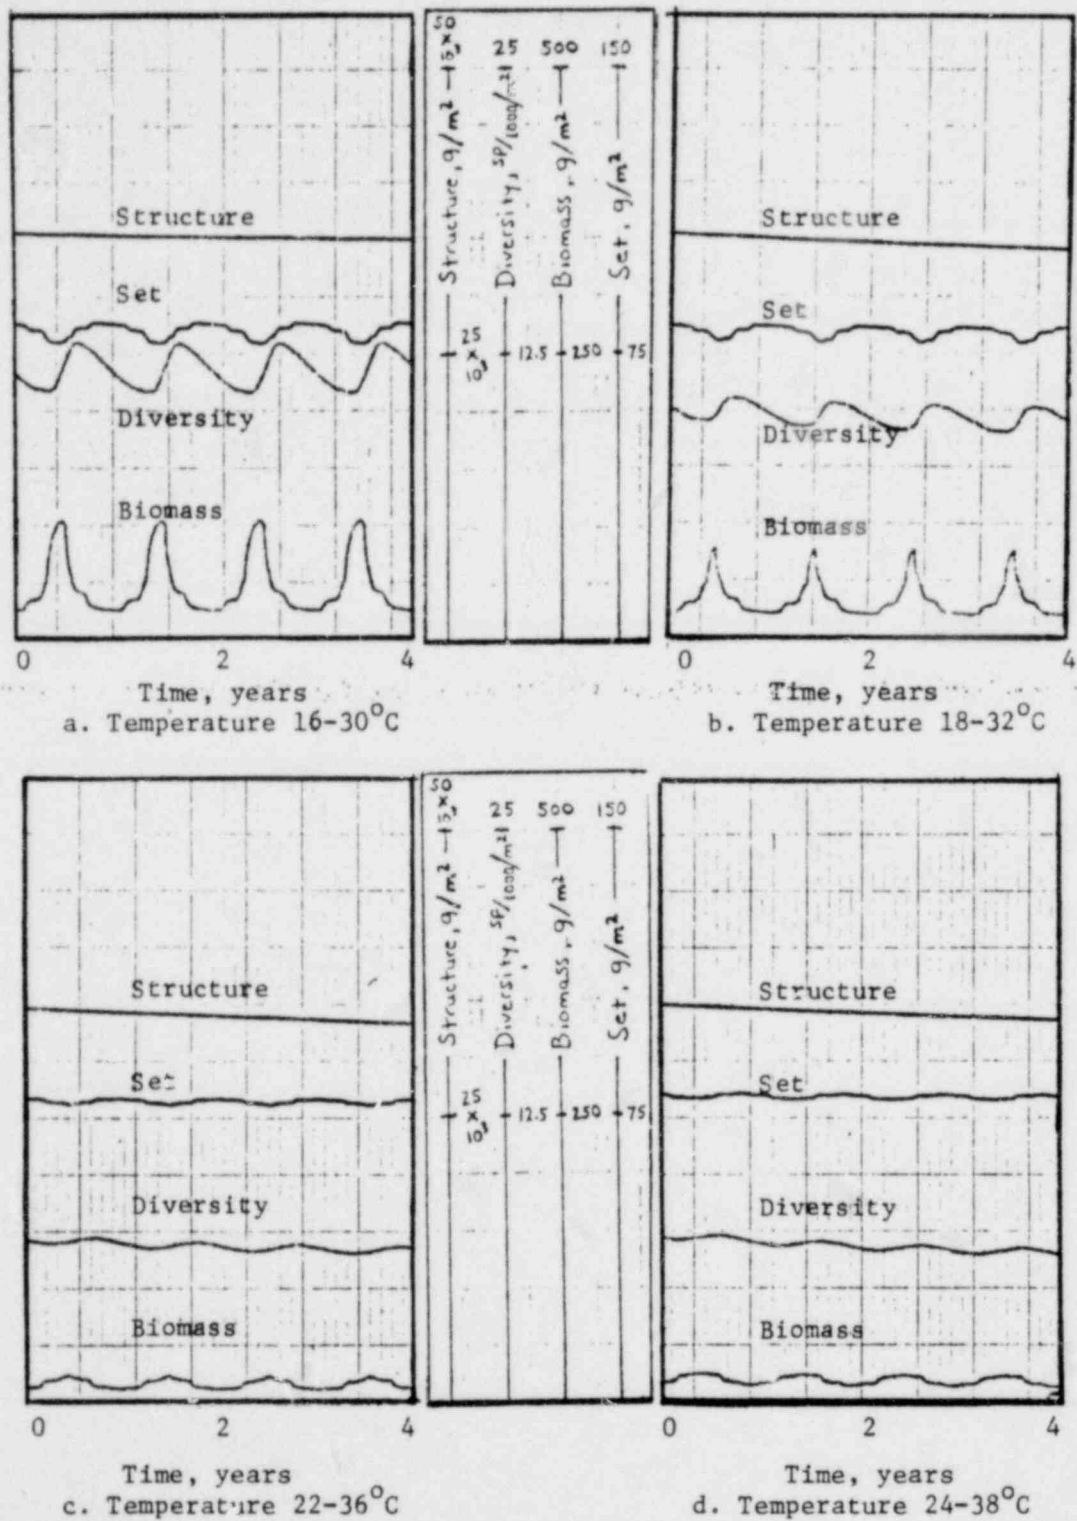 Structure
Set
Diversity
Biomass
0 2 4
Time, years
a. Temperature 16-30°C
50
x
10³
25
500
150
Structure, g/m²
Diversity, SP/1000/m²
Biomass, g/m²
Set, g/m²
25
x
10³
12.5
250
75
Structure
Set
Diversity
Biomass
0 2 4
Time, years
b. Temperature 18-32°C
Structure
Set
Diversity
Biomass
0 2 4
Time, years
c. Temperature 22-36°C
50
x
10³
25
500
150
Structure, g/m²
Diversity, SP/1000/m²
Biomass, g/m²
Set, g/m²
25
x
10³
12.5
250
75
Structure
Set
Diversity
Biomass
0 2 4
Time, years
d. Temperature 24-38°C